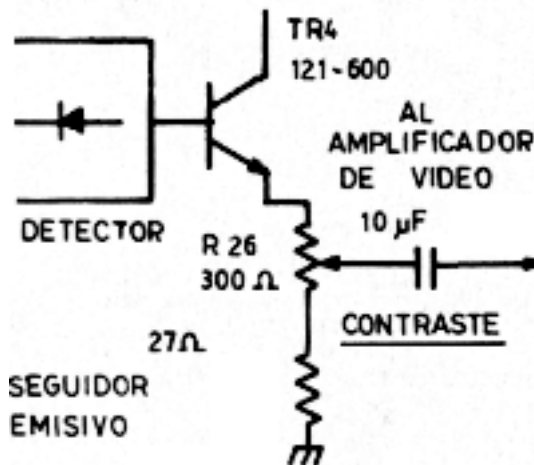 TR4
121-600
AL
AMPLIFICADOR
DE VIDEO
DETECTOR
R 26
300 Ω
10 µF
CONTRASTE
27Ω
SEGUIDOR
EMISIVO